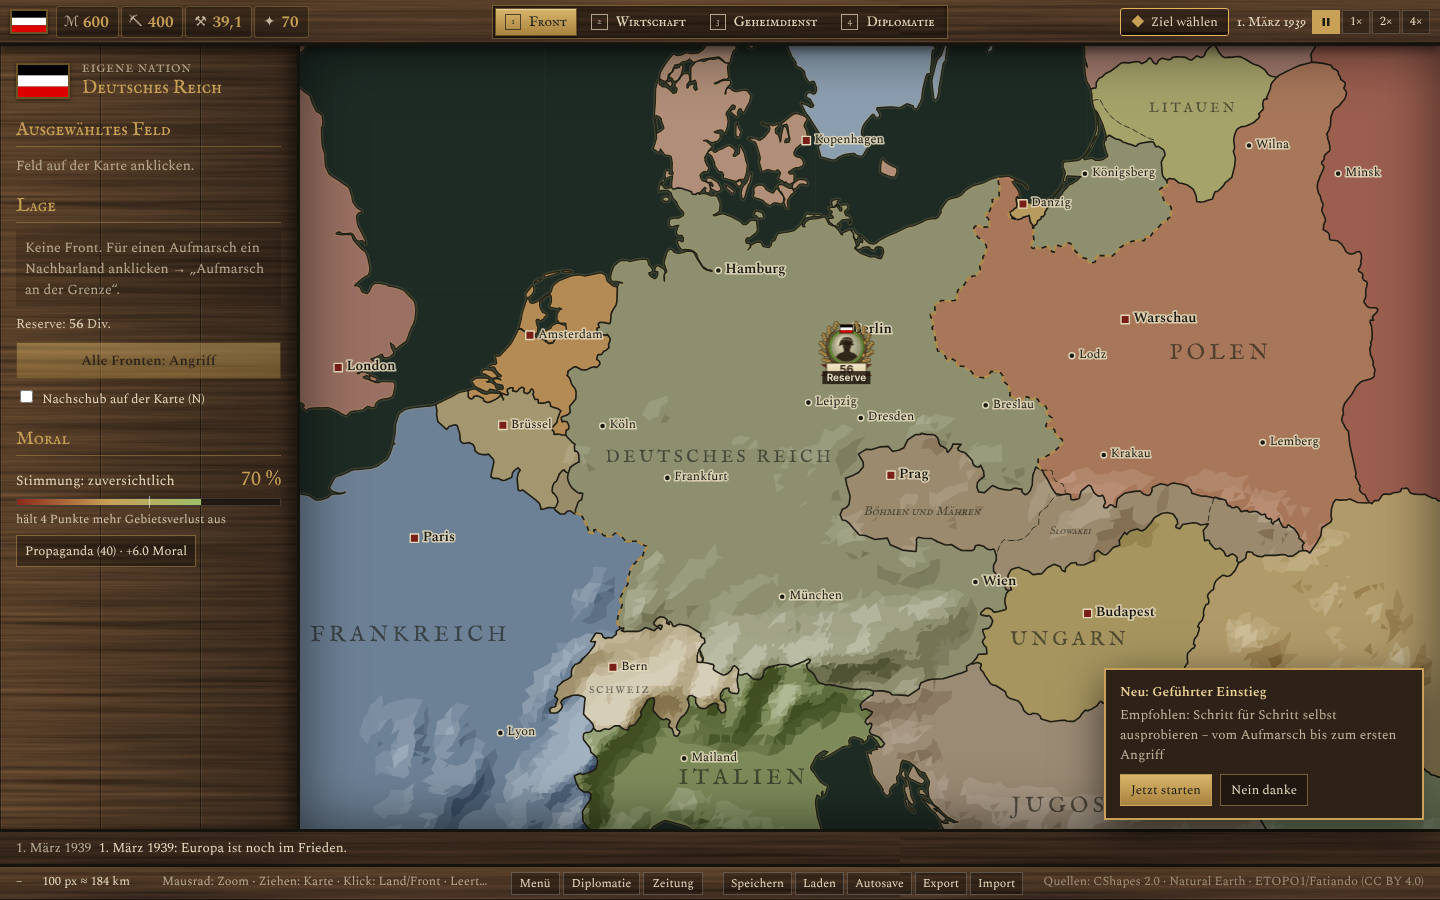 ℳ 600
400
39,1
70
1 Front
2 Wirtschaft
3 Geheimdienst
4 Diplomatie
Ziel wählen
1. März 1939
1×
2×
4×
Eigene Nation
Deutsches Reich
Ausgewähltes Feld
Feld auf der Karte anklicken.
Lage
Keine Front. Für einen Aufmarsch ein
Nachbarland anklicken → „Aufmarsch
an der Grenze“.
Reserve: 56 Div.
Alle Fronten: Angriff
Nachschub auf der Karte (N)
Moral
Stimmung: zuversichtlich
70 %
hält 4 Punkte mehr Gebietsverlust aus
Propaganda (40) · +6.0 Moral
LITAUEN
Kopenhagen
Wilna
Königsberg
Minsk
Danzig
Hamburg
Warschau
Amsterdam
Berlin
56
Reserve
Lodz
POLEN
London
Leipzig
Breslau
Dresden
Brüssel
Köln
Lemberg
DEUTSCHES REICH
Krakau
Frankfurt
Prag
Böhmen und Mähren
Slowakei
Paris
Wien
München
Budapest
FRANKREICH
UNGARN
Bern
SCHWEIZ
Lyon
Mailand
ITALIEN
JUGOS
Neu: Geführter Einstieg
Empfohlen: Schritt für Schritt selbst
ausprobieren – vom Aufmarsch bis zum ersten
Angriff
Jetzt starten
Nein danke
1. März 1939 1. März 1939: Europa ist noch im Frieden.
–
100 px ≈ 184 km
Mausrad: Zoom · Ziehen: Karte · Klick: Land/Front · Leert…
Menü
Diplomatie
Zeitung
Speichern
Laden
Autosave
Export
Import
Quellen: CShapes 2.0 · Natural Earth · ETOPO1/Fatiando (CC BY 4.0)